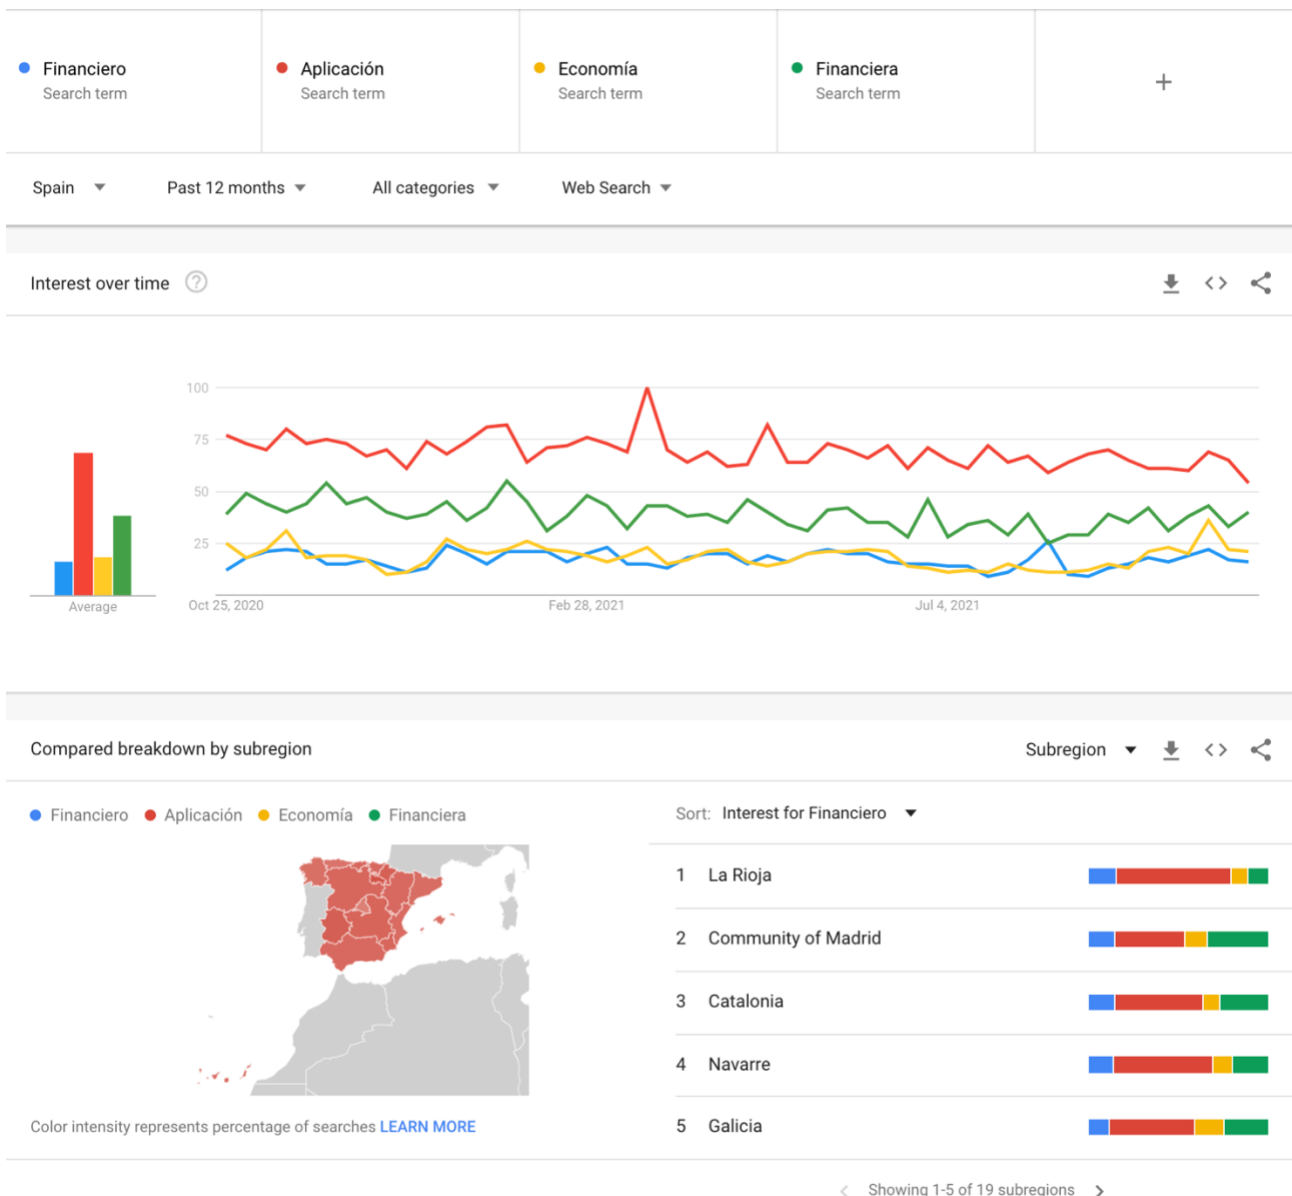 Financiero
Search term
Aplicación
Search term
Economía
Search term
Financiera
Search term
+
Spain
Past 12 months
All categories
Web Search
Interest over time ?
100
75
50
25
Average
Oct 25, 2020
Feb 28, 2021
Jul 4, 2021
Compared breakdown by subregion
Subregion
Financiero Aplicación Economía Financiera
Sort: Interest for Financiero
1 La Rioja
2 Community of Madrid
3 Catalonia
4 Navarre
5 Galicia
Color intensity represents percentage of searches LEARN MORE
Showing 1-5 of 19 subregions